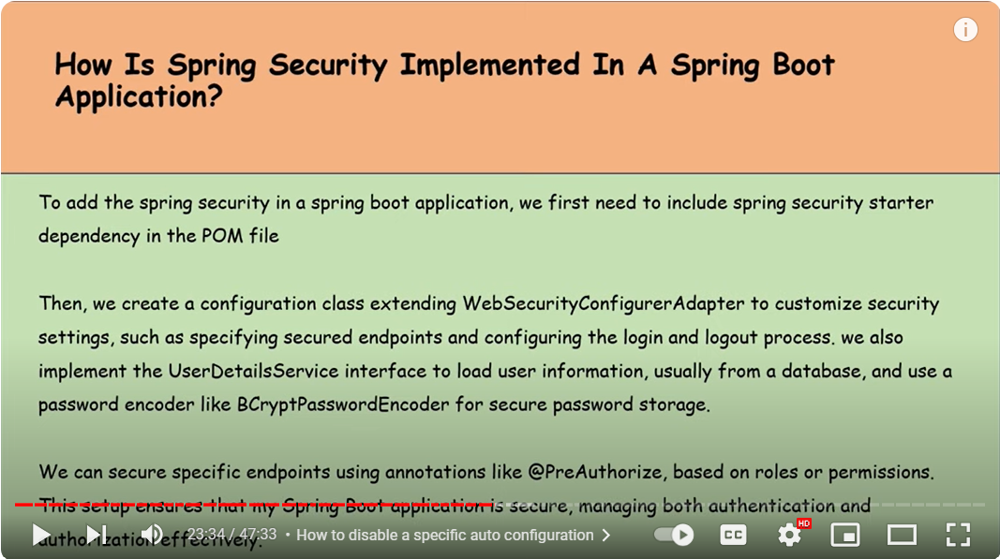 How Is Spring Security Implemented In A Spring Boot
Application?
To add the spring security in a spring boot application, we first need to include spring security starter
dependency in the POM file
Then, we create a configuration class extending WebSecurityConfigurerAdapter to customize security
settings, such as specifying secured endpoints and configuring the login and logout process. we also
implement the UserDetailsService interface to load user information, usually from a database, and use a
password encoder like BCryptPasswordEncoder for secure password storage.
We can secure specific endpoints using annotations like @PreAuthorize, based on roles or permissions.
This setup ensures that my Spring Boot application is secure, managing both authentication and
authorization effectively.
23:34 / 47:33 • How to disable a specific auto configuration
CC
HD